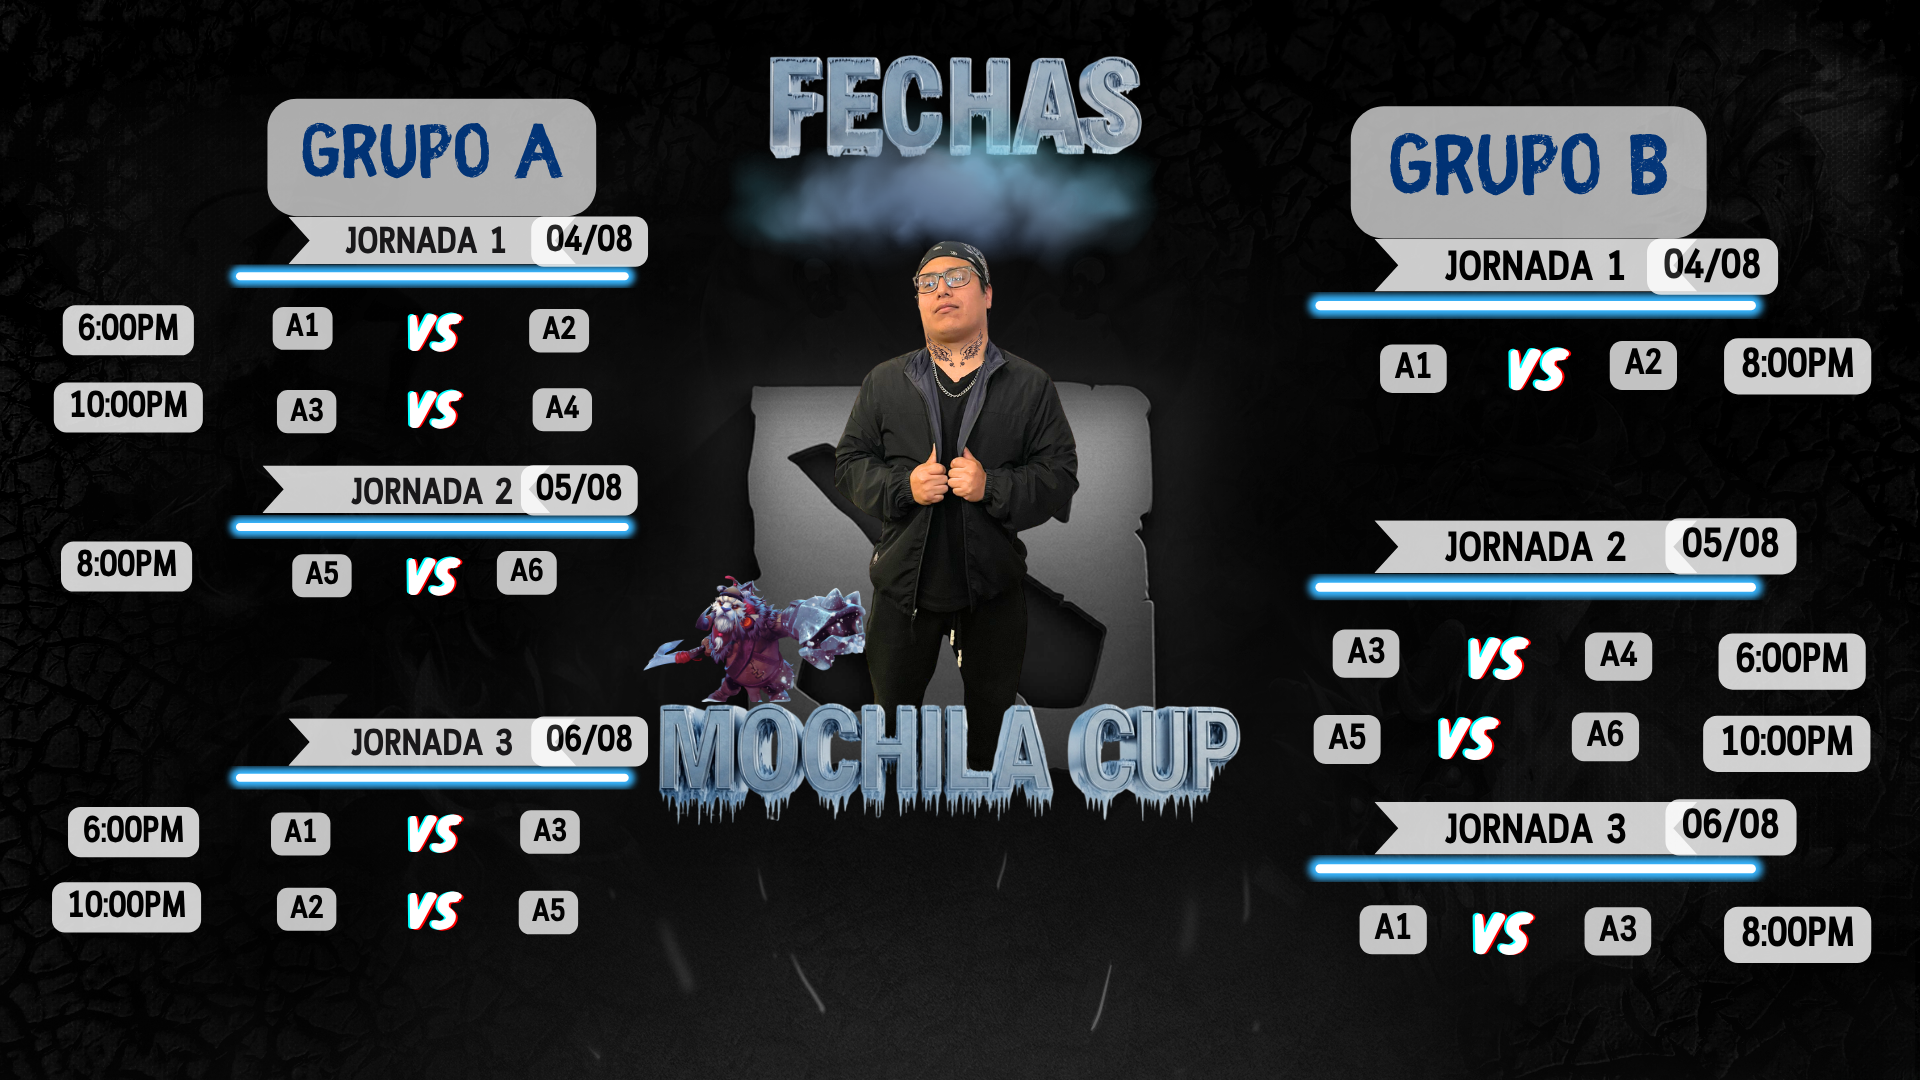 FECHAS
GRUPO A
JORNADA 1 04/08
6:00PM A1 VS A2
10:00PM A3 VS A4
JORNADA 2 05/08
8:00PM A5 VS A6
JORNADA 3 06/08
6:00PM A1 VS A3
10:00PM A2 VS A5
MOCHILA CUP
GRUPO B
JORNADA 1 04/08
A1 VS A2 8:00PM
JORNADA 2 05/08
A3 VS A4 6:00PM
A5 VS A6 10:00PM
JORNADA 3 06/08
A1 VS A3 8:00PM